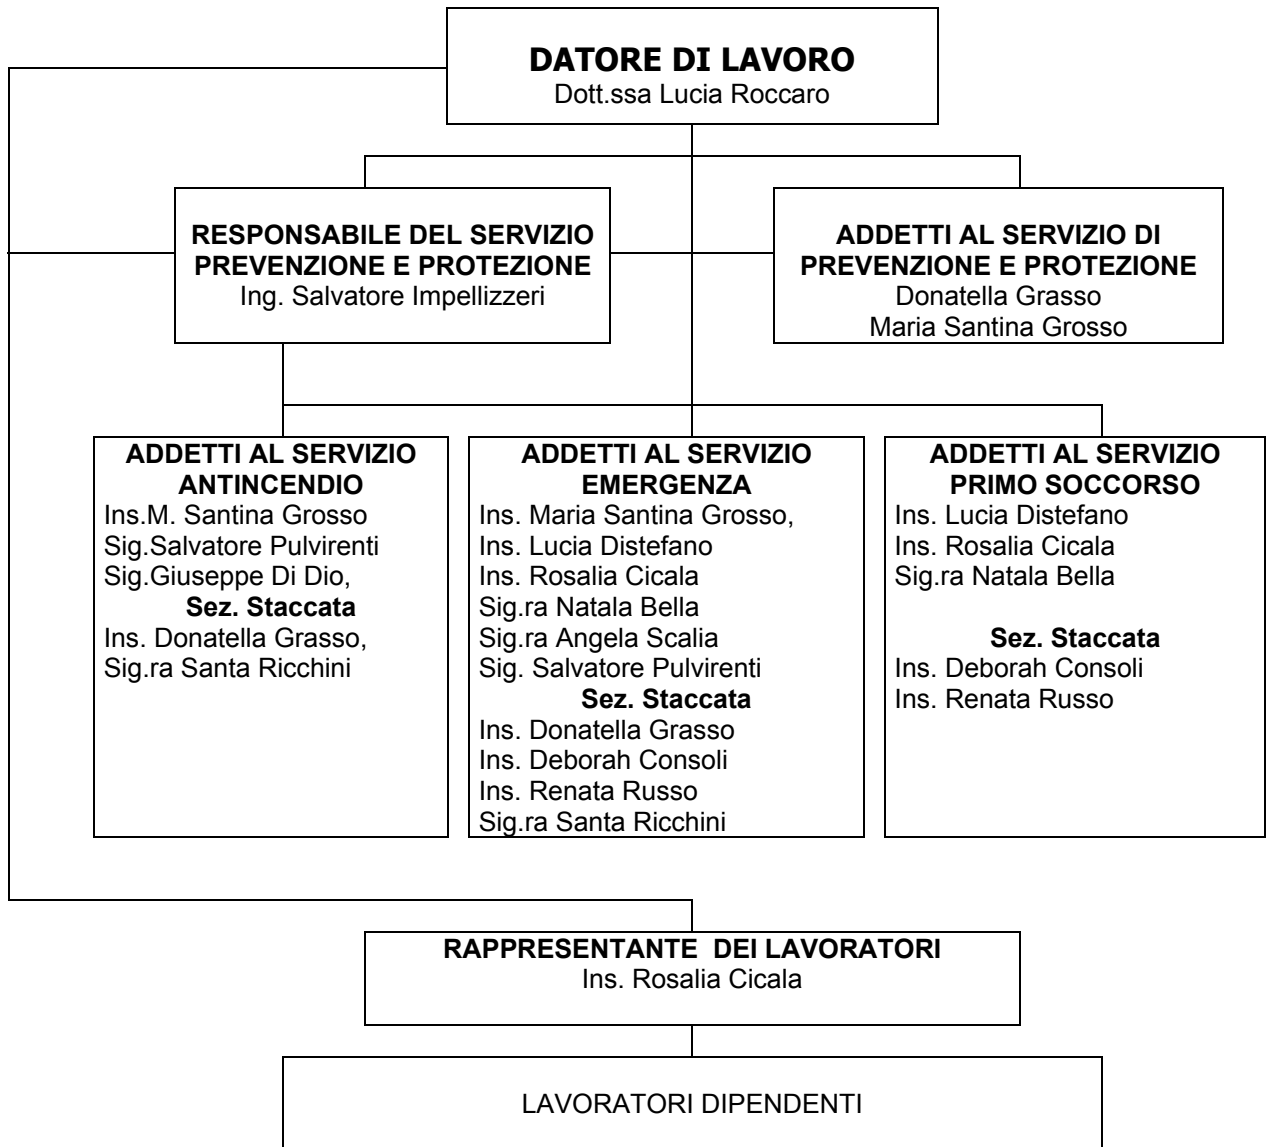 DATORE DI LAVORO
Dott.ssa Lucia Roccaro
RESPONSABILE DEL SERVIZIO
PREVENZIONE E PROTEZIONE
Ing. Salvatore Impellizzeri
ADDETTI AL SERVIZIO DI
PREVENZIONE E PROTEZIONE
Donatella Grasso
Maria Santina Grosso
ADDETTI AL SERVIZIO
ANTINCENDIO
Ins.M. Santina Grosso
Sig.Salvatore Pulvirenti
Sig.Giuseppe Di Dio,
Sez. Staccata
Ins. Donatella Grasso,
Sig.ra Santa Ricchini
ADDETTI AL SERVIZIO
EMERGENZA
Ins. Maria Santina Grosso,
Ins. Lucia Distefano
Ins. Rosalia Cicala
Sig.ra Natala Bella
Sig.ra Angela Scalia
Sig. Salvatore Pulvirenti
Sez. Staccata
Ins. Donatella Grasso
Ins. Deborah Consoli
Ins. Renata Russo
Sig.ra Santa Ricchini
ADDETTI AL SERVIZIO
PRIMO SOCCORSO
Ins. Lucia Distefano
Ins. Rosalia Cicala
Sig.ra Natala Bella
Sez. Staccata
Ins. Deborah Consoli
Ins. Renata Russo
RAPPRESENTANTE  DEI LAVORATORI
Ins. Rosalia Cicala
LAVORATORI DIPENDENTI